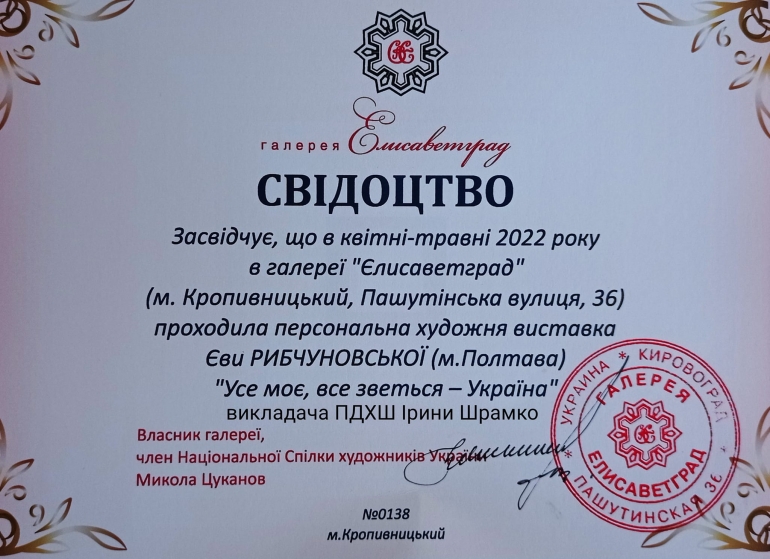 галерея Елисаветград
СВІДОЦТВО
Засвідчує, що в квітні-травні 2022 року
в галереї "Єлисаветград"
(м. Кропивницький, Пашутінська вулиця, 36)
проходила персональна художня виставка
Єви РИБЧУНОВСЬКОЇ (м.Полтава)
"Усе моє, все зветься – Україна"
викладача ПДХШ Ірини Шрамко
Власник галереї,
член Національної Спілки художників України
Микола Цуканов
* УКРАИНА * КИРОВОГРАД * ПАШУТИНСКАЯ 36
ГАЛЕРЕЯ
ЕЛИСАВЕТГРАД
№0138
м.Кропивницький